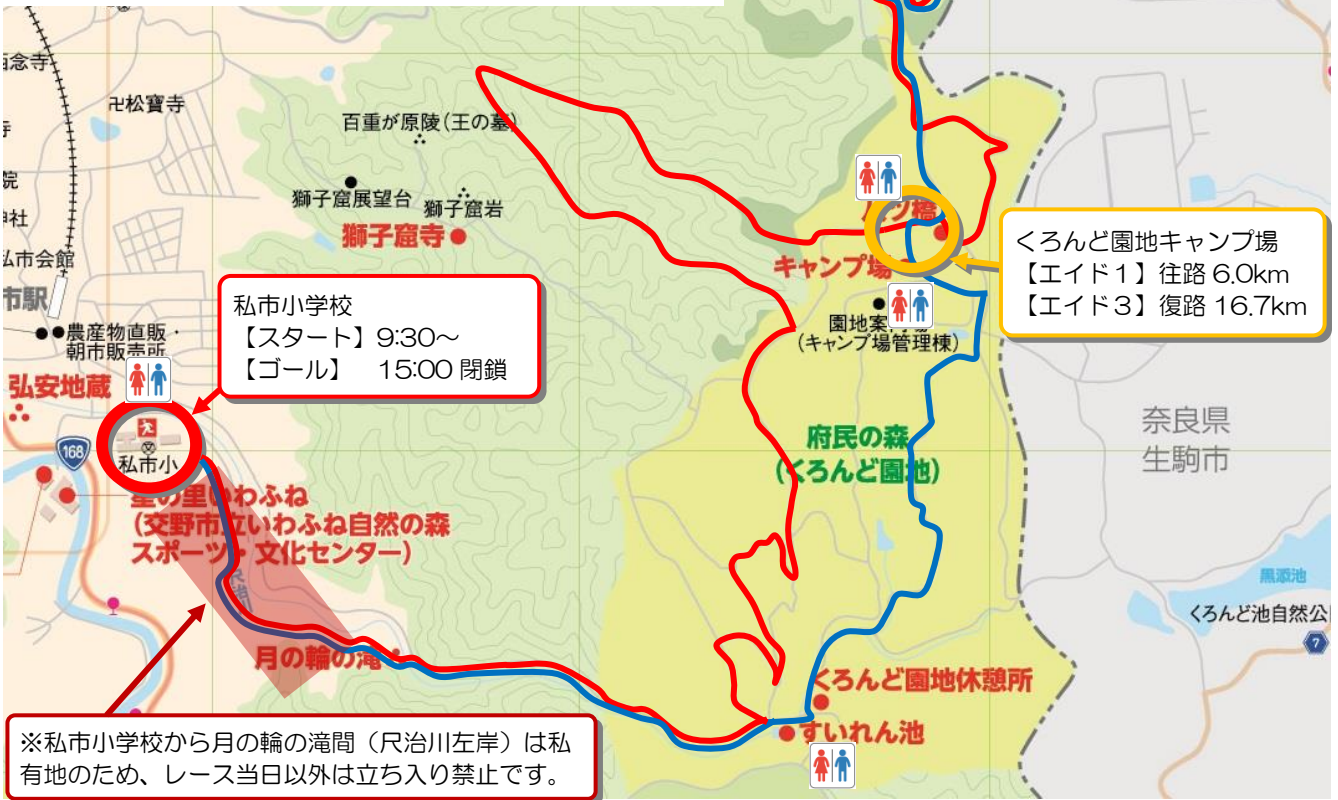 卍松寶寺
百重が原陵(王の墓)
獅子窟展望台
獅子窟岩
獅子窟寺
私市小学校
【スタート】9:30～
【ゴール】 15:00 閉鎖
農産物直販・
朝市販売所
弘安地蔵
168
私市小
星の里いわふね
(交野市立いわふね自然の森
スポーツ・文化センター)
月の輪の滝
※私市小学校から月の輪の滝間（尺治川左岸）は私
有地のため、レース当日以外は立ち入り禁止です。
キャンプ場
(キャンプ場管理棟)
くろんど園地キャンプ場
【エイド1】往路 6.0km
【エイド3】復路 16.7km
府民の森
(くろんど園地)
くろんど園地休憩所
すいれん池
奈良県
生駒市
黒添池
くろんど池自然公
7